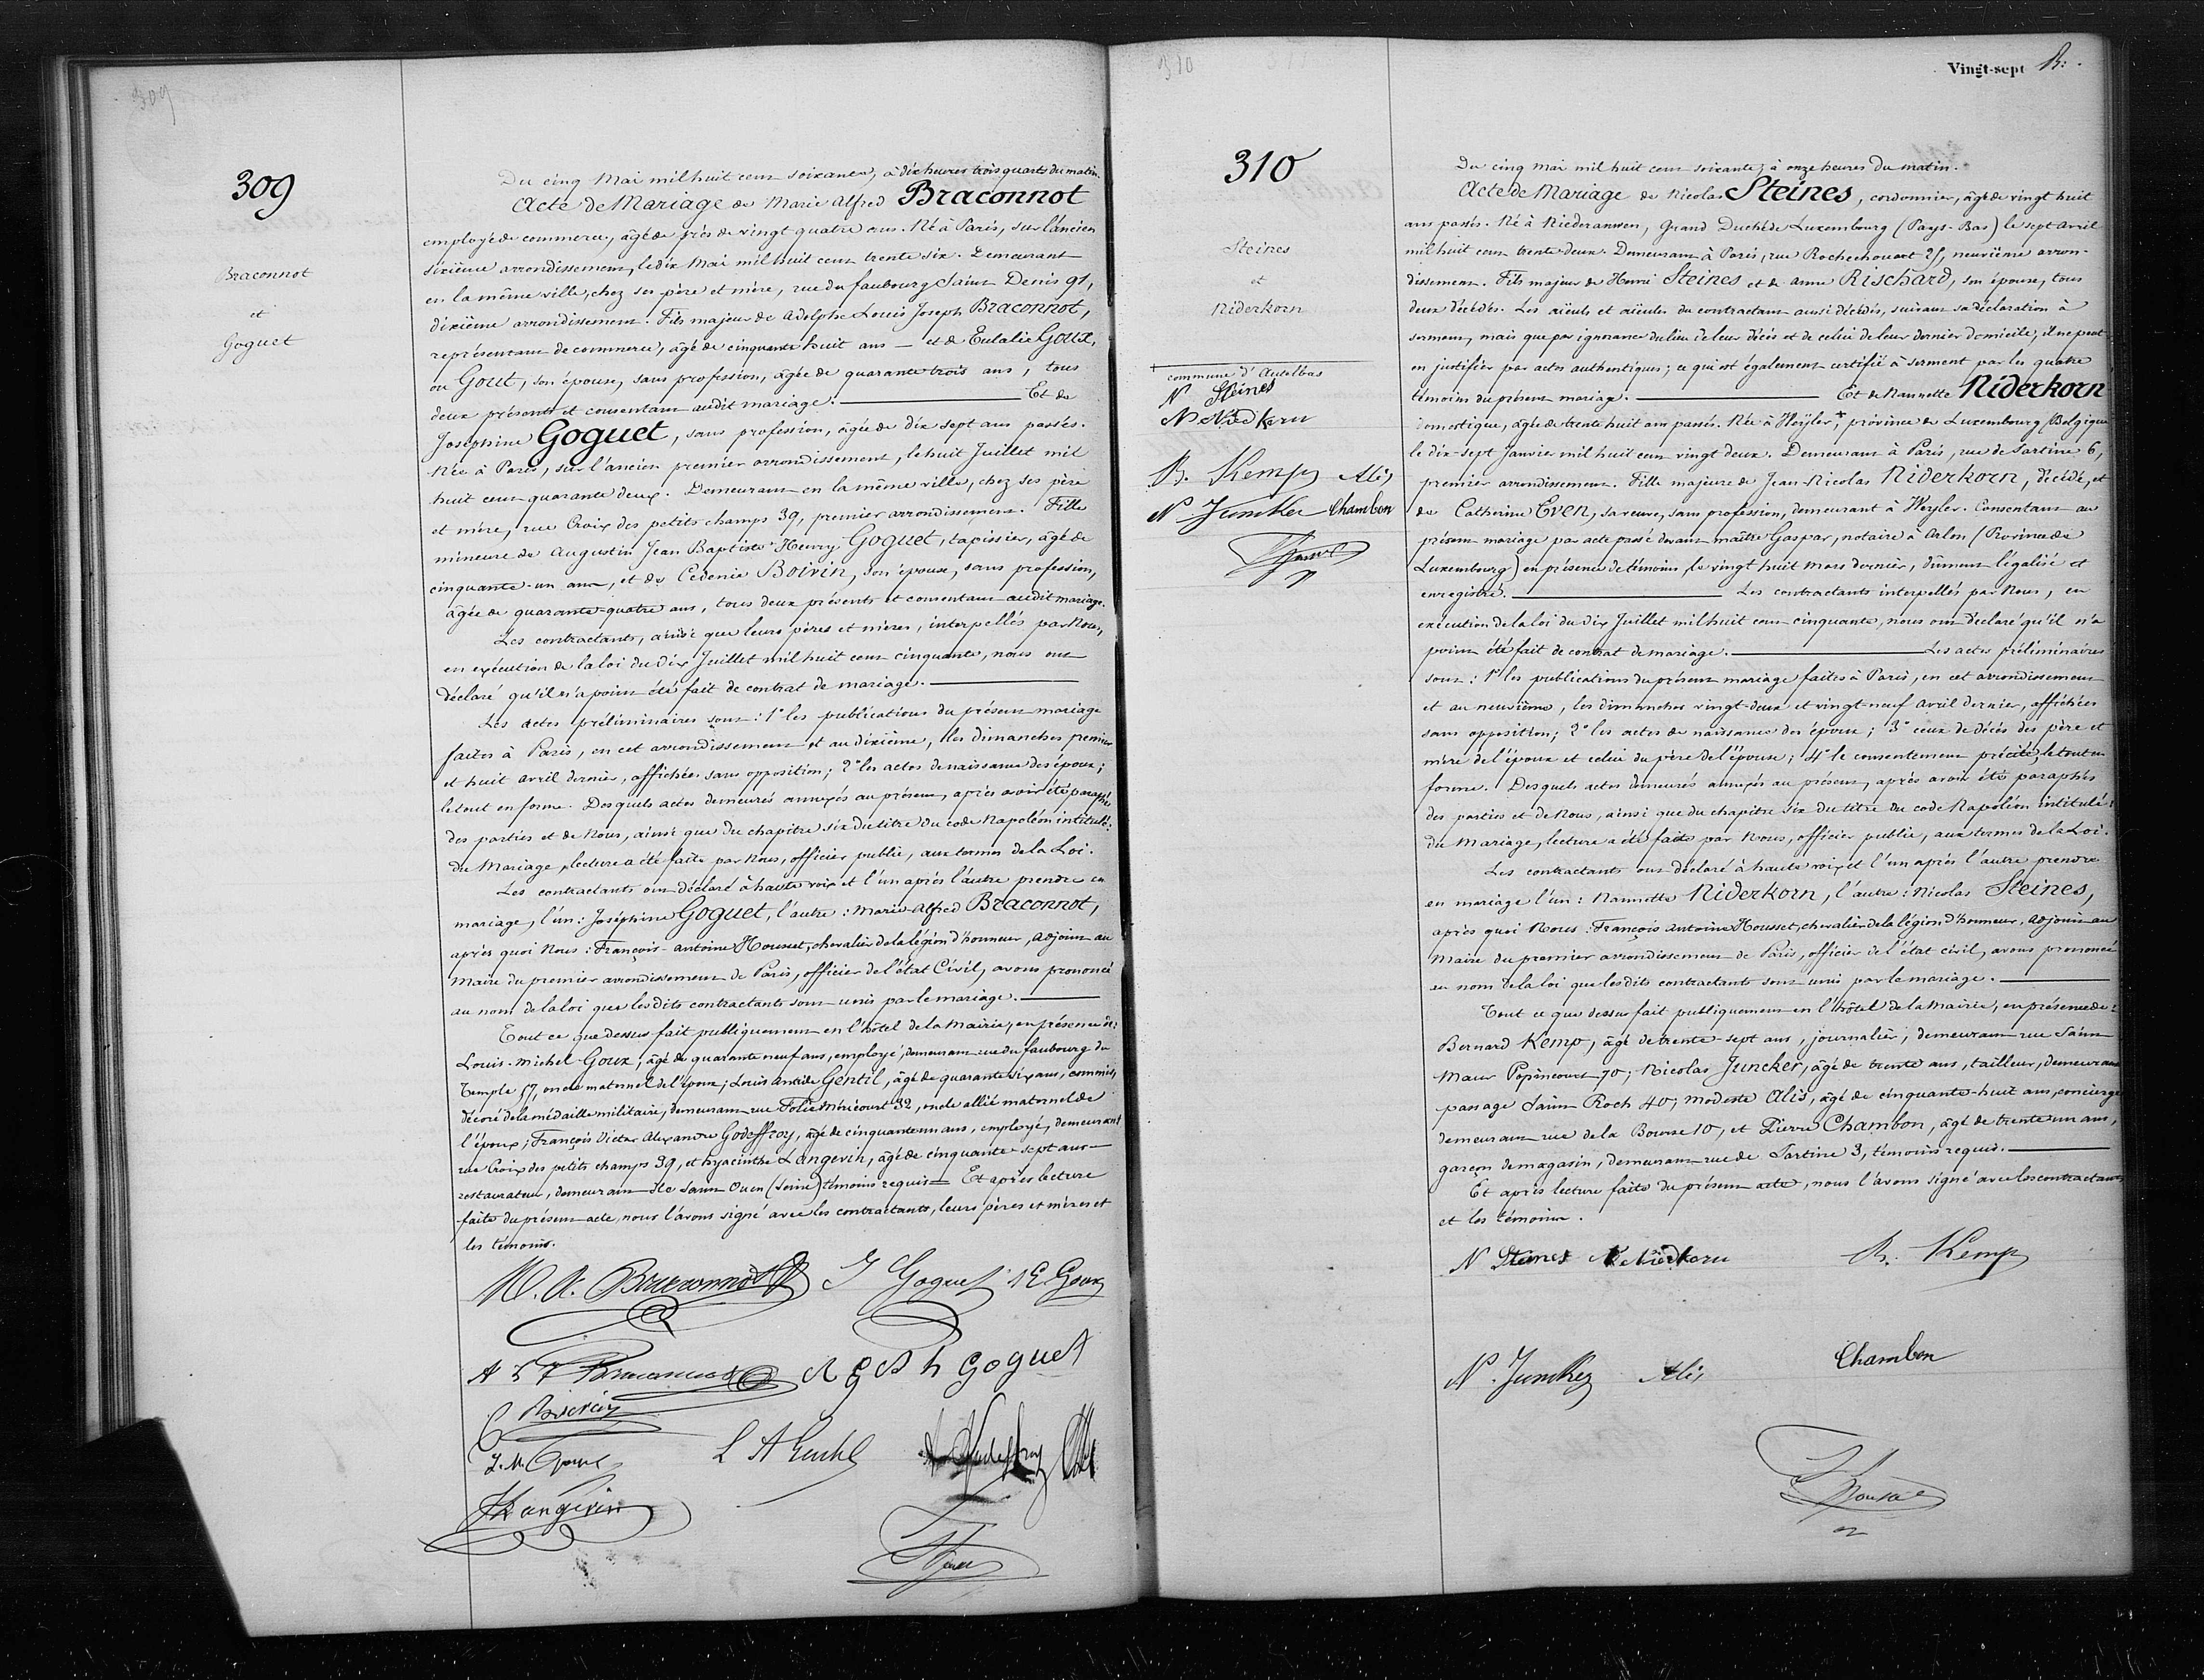 309
309
Braconnot
et
Goguet
Du cinq Mai mil huit cent soixante, à dix heures trois quarts du matin.
Acte de Mariage de Marie Alfred Braconnot
employé de commerce, âgé de près de vingt quatre ans. Né à Paris, sur l'ancien
sixième arrondissement, le dix Mai mil huit cent trente six. Demeurant
en la même ville, chez ses père et mère, rue du faubourg Saint Denis 91,
dixième arrondissement. Fils majeur de Adolphe Louis Joseph Braconnot,
représentant de commerce, âgé de cinquante huit ans — et de Eulalie Goux,
ou Gout, son épouse, sans profession, âgée de quarante trois ans, tous
deux présents et consentant audit mariage. — Et de
Joséphine Goguet, sans profession, âgée de dix sept ans passés.
Née à Paris, sur l'ancien premier arrondissement, le huit Juillet mil
huit cent quarante deux. Demeurant en la même ville, chez ses père
et mère, rue Croix des petits champs 39, premier arrondissement. Fille
mineure de Augustin Jean Baptiste Henry Goguet, tapissier, âgé de
cinquante-un ans, et de Cedenie Boivin, son épouse, sans profession,
âgée de quarante-quatre ans, tous deux présents et consentant audit mariage.
Les contractants, ainsi que leurs pères et mères, interpellés par Nous,
en exécution de la loi du dix Juillet mil huit cent cinquante, nous ont
déclaré qu'il n'a point été fait de contrat de mariage. —
Les actes préliminaires sont : 1° les publications du présent mariage
faites à Paris, en cet arrondissement et au dixième, les dimanches premier
et huit avril dernier, affichées sans opposition; 2° les actes de naissance des époux;
le tout en forme. Desquels actes demeurés annexés au présent, après avoir été paraphés
des parties et de Nous, ainsi que du chapitre six du titre du code Napoléon intitulé:
du Mariage, lecture a été faite par Nous, officier public, aux termes de la Loi.
Les contractants ont déclaré à haute voix et l'un après l'autre prendre en
mariage, l'un : Joséphine Goguet, l'autre : Marie-Alfred Braconnot,
après quoi Nous : François-antoine Housset, chevalier de la légion d'honneur, adjoint au
Maire du premier arrondissement de Paris, officier de l'état Civil, avons prononcé
au nom de la loi que les dits contractants sont unis par le mariage. —
Tout ce que dessus fait publiquement en l'hôtel de la Mairie, en présence de:
Louis-Michel Goux, âgé de quarante neuf ans, employé, demeurant rue du faubourg du
Temple 57, oncle maternel de l'époux; Louis Gentil, âgé de quarante six ans, commis,
décoré de la médaille militaire, demeurant rue Folie Méricourt 32, oncle allié maternel de
l'époux; François Victor Alexandre Godeffroy, âgé de cinquante un ans, employé, demeurant
rue Croix des petits champs 39, et hyacinthe Langevin, âgé de cinquante-sept ans —
restaurateur, demeurant île saint Ouen (Seine) témoins requis — Et après lecture
faite du présent acte, nous l'avons signé avec les contractants, leurs pères et mères et
les témoins.
M. A. Braconnot J Goguet E. Goux
A L J Braconnot A J B h Goguet
C Boivin
L. M. Goux L A Gentil Godeffroy
H Langevin
Housset
310
Vingt-sept
310
Steines
et
Niderkorn
+ commune d'Autelbas
N Steines
N Niederkorn
B. Kemp Alis
N. Juncker Chambon
Housset
Du cinq Mai mil huit cent soixante, à onze heures du matin.
Acte de Mariage de Nicolas Steines, cordonnier, âgé de vingt huit
ans passés. Né à Niederanwen, Grand Duché de Luxembourg (Pays-Bas) le sept avril
mil huit cent trente deux. Demeurant à Paris, rue Rochechouart 25, neuvième arron-
dissement. Fils majeur de Henri Steines et de anne Rischard, son épouse, tous
deux décédés. Les aïeuls et aïeules du contractant aussi décédés, suivant sa déclaration à
serment, mais que par ignorance du lieu de leur décès et de celui de leur dernier domicile, il ne peut
en justifier par actes authentiques; ce qui est également certifié à serment par les quatre
témoins du présent mariage. — Et de Nannette Niderkorn
domestique, âgée de trente huit ans passés. Née à Weyler +, province de Luxembourg (Belgique)
le dix-sept Janvier mil huit cent vingt deux. Demeurant à Paris, rue de Sartine 6,
premier arrondissement. Fille majeure de Jean-Nicolas Niderkorn, décédé, et
de Catherine Even, sa veuve, sans profession, demeurant à Weyler. Consentant au
présent mariage par acte passé devant maître Gaspar, notaire à Arlon (Province de
Luxembourg) en présence de témoins, le vingt huit Mars dernier, dûment légalisé et
enregistré. — Les contractants interpellés par Nous, en
exécution de la loi du dix Juillet mil huit cent cinquante, nous ont déclaré qu'il n'a
point été fait de contrat de mariage. — Les actes préliminaires
sont : 1° les publications du présent mariage faites à Paris, en cet arrondissement
et au neuvième, les dimanches vingt-deux et vingt-neuf avril dernier, affichées
sans opposition; 2° les actes de naissance des époux; 3° ceux de décès des père et
mère de l'époux et celui du père de l'épouse; 4° le consentement précité, le tout en
forme. Desquels actes demeurés annexés au présent, après avoir été paraphés
des parties et de Nous, ainsi que du chapitre six du titre du code Napoléon intitulé:
du Mariage, lecture a été faite par Nous, officier public, aux termes de la Loi.
Les contractants ont déclaré à haute voix et l'un après l'autre prendre
en mariage l'un : Nannette Niderkorn, l'autre : Nicolas Steines,
après quoi Nous : François antoine Housset, chevalier de la légion d'honneur, adjoint au
Maire du premier arrondissement de Paris, officier de l'état civil, avons prononcé
au nom de la loi que les dits contractants sont unis par le mariage. —
Tout ce que dessus fait publiquement en l'hôtel de la Mairie, en présence de :
Bernard Kemp, âgé de trente-sept ans, journalier, demeurant rue Saint
Maur Popincourt 70; Nicolas Juncker, âgé de trente ans, tailleur, demeurant
passage Saint Roch 40; Modeste Alis, âgé de cinquante-huit ans, concierge
demeurant rue de la Bourse 10, et Pierre Chambon, âgé de trente un ans,
garçon de magasin, demeurant rue de Sartine 3, témoins requis. —
Et après lecture faite du présent acte, nous l'avons signé avec les contractants
et les témoins.
N Steines N Niederkorn B. Kemp
N. Juncker Alis Chambon
Housset